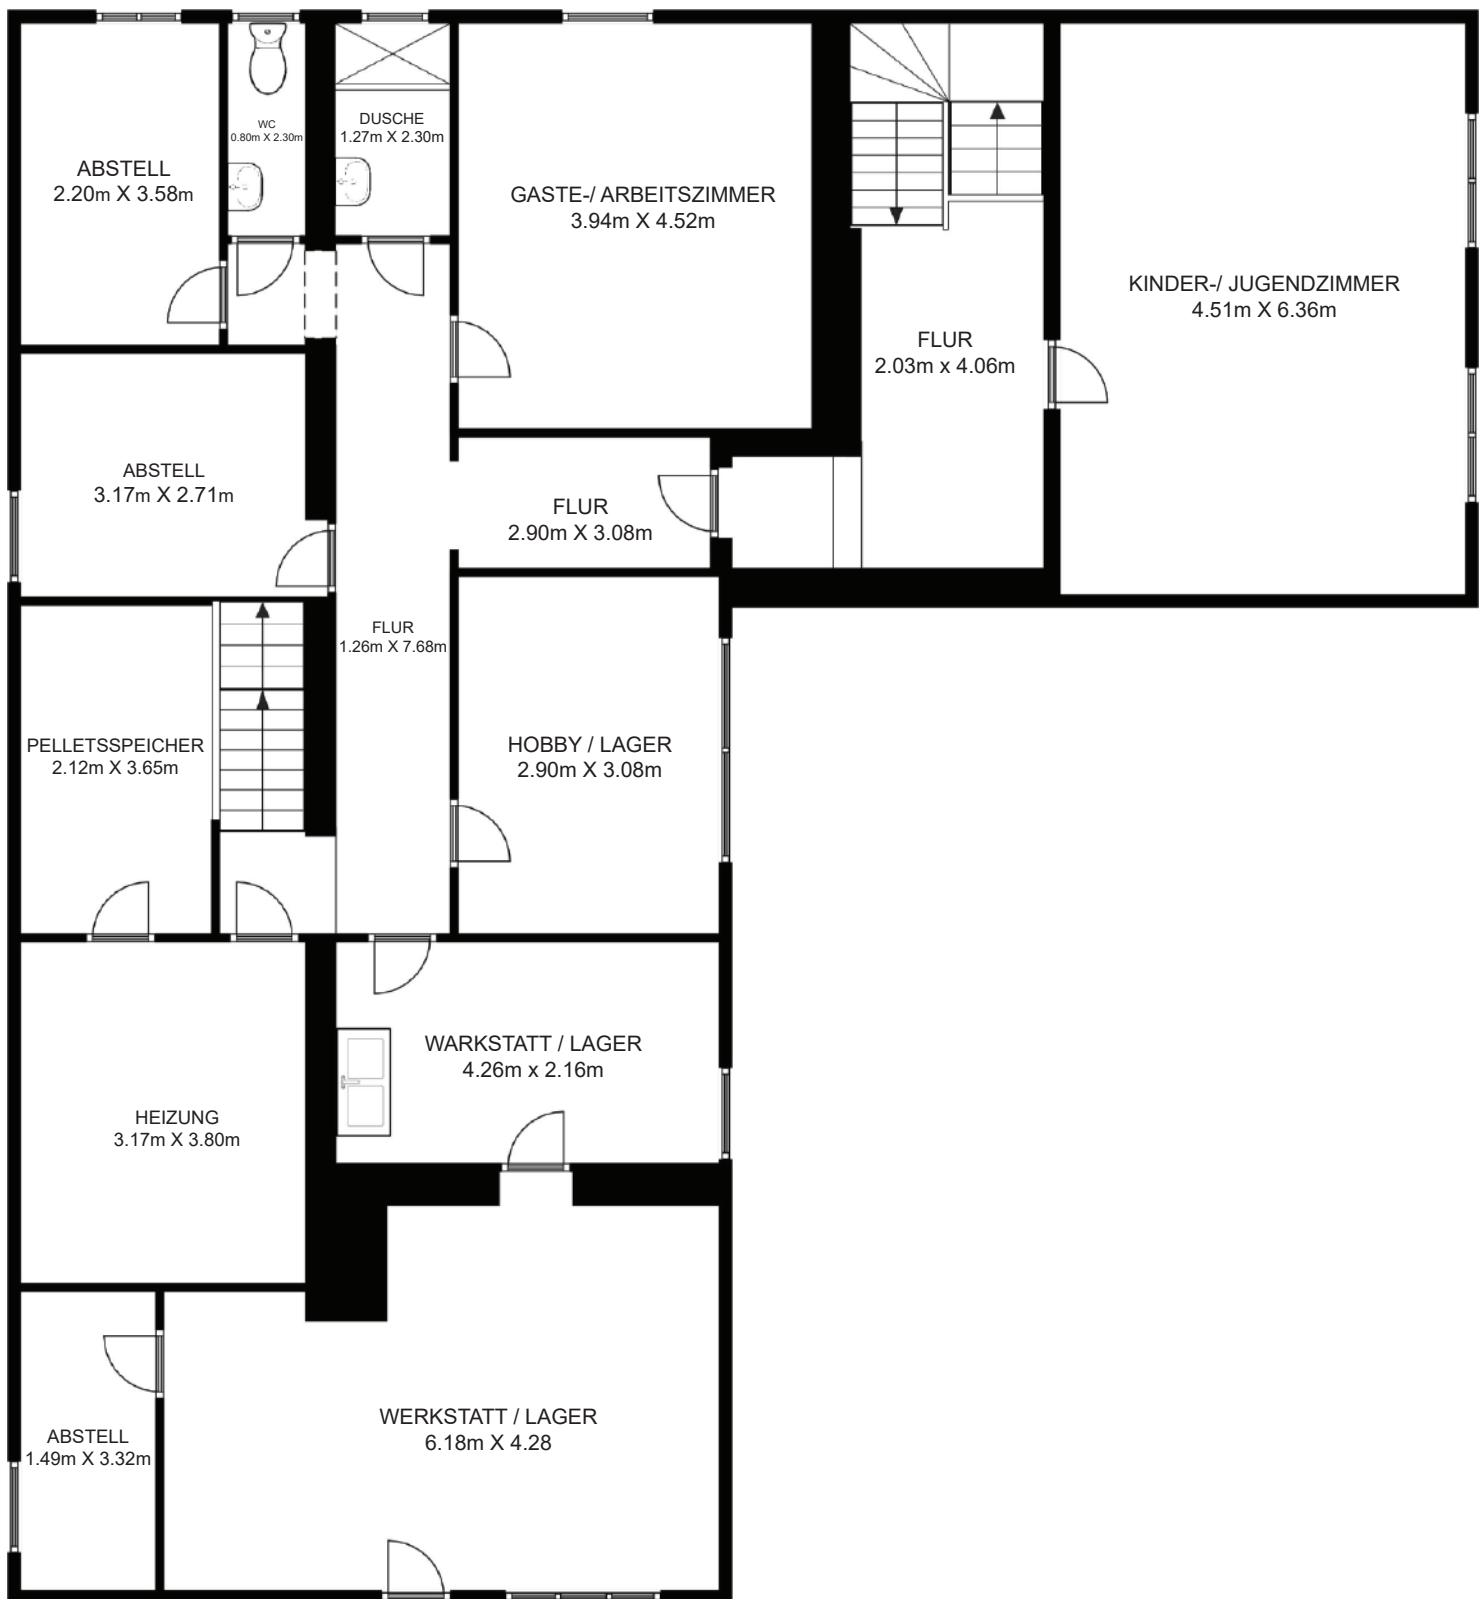 WC
0.80m X 2.30m
DUSCHE
1.27m X 2.30m
ABSTELL
2.20m X 3.58m
GASTE-/ ARBEITSZIMMER
3.94m X 4.52m
KINDER-/ JUGENDZIMMER
4.51m X 6.36m
FLUR
2.03m x 4.06m
ABSTELL
3.17m X 2.71m
FLUR
2.90m X 3.08m
FLUR
1.26m X 7.68m
PELLETSSPEICHER
2.12m X 3.65m
HOBBY / LAGER
2.90m X 3.08m
WARKSTATT / LAGER
4.26m x 2.16m
HEIZUNG
3.17m X 3.80m
WERKSTATT / LAGER
6.18m X 4.28
ABSTELL
1.49m X 3.32m